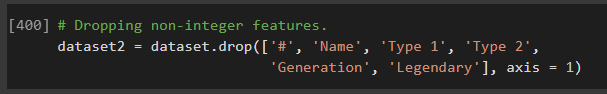 [400] # Dropping non-integer features.
dataset2 = dataset.drop(['#', 'Name', 'Type 1', 'Type 2',
'Generation', 'Legendary'], axis = 1)